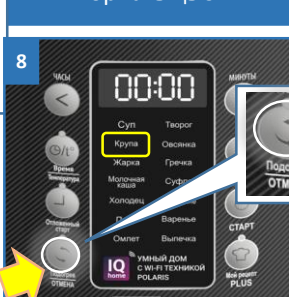 8
ЧАСЫ
00:00
МИНУТЫ
Суп
Творог
Крупа
Овсянка
Жарка
Гречка
Молочная
каша
Холодец
Варенье
Омлет
Выпечка
Время
Температура
Отложенный
старт
Подогрев
ОТМЕНА
СТАРТ
Мой рецепт
PLUS
IQ
home
УМНЫЙ ДОМ
С WI-FI ТЕХНИКОЙ
POLARIS